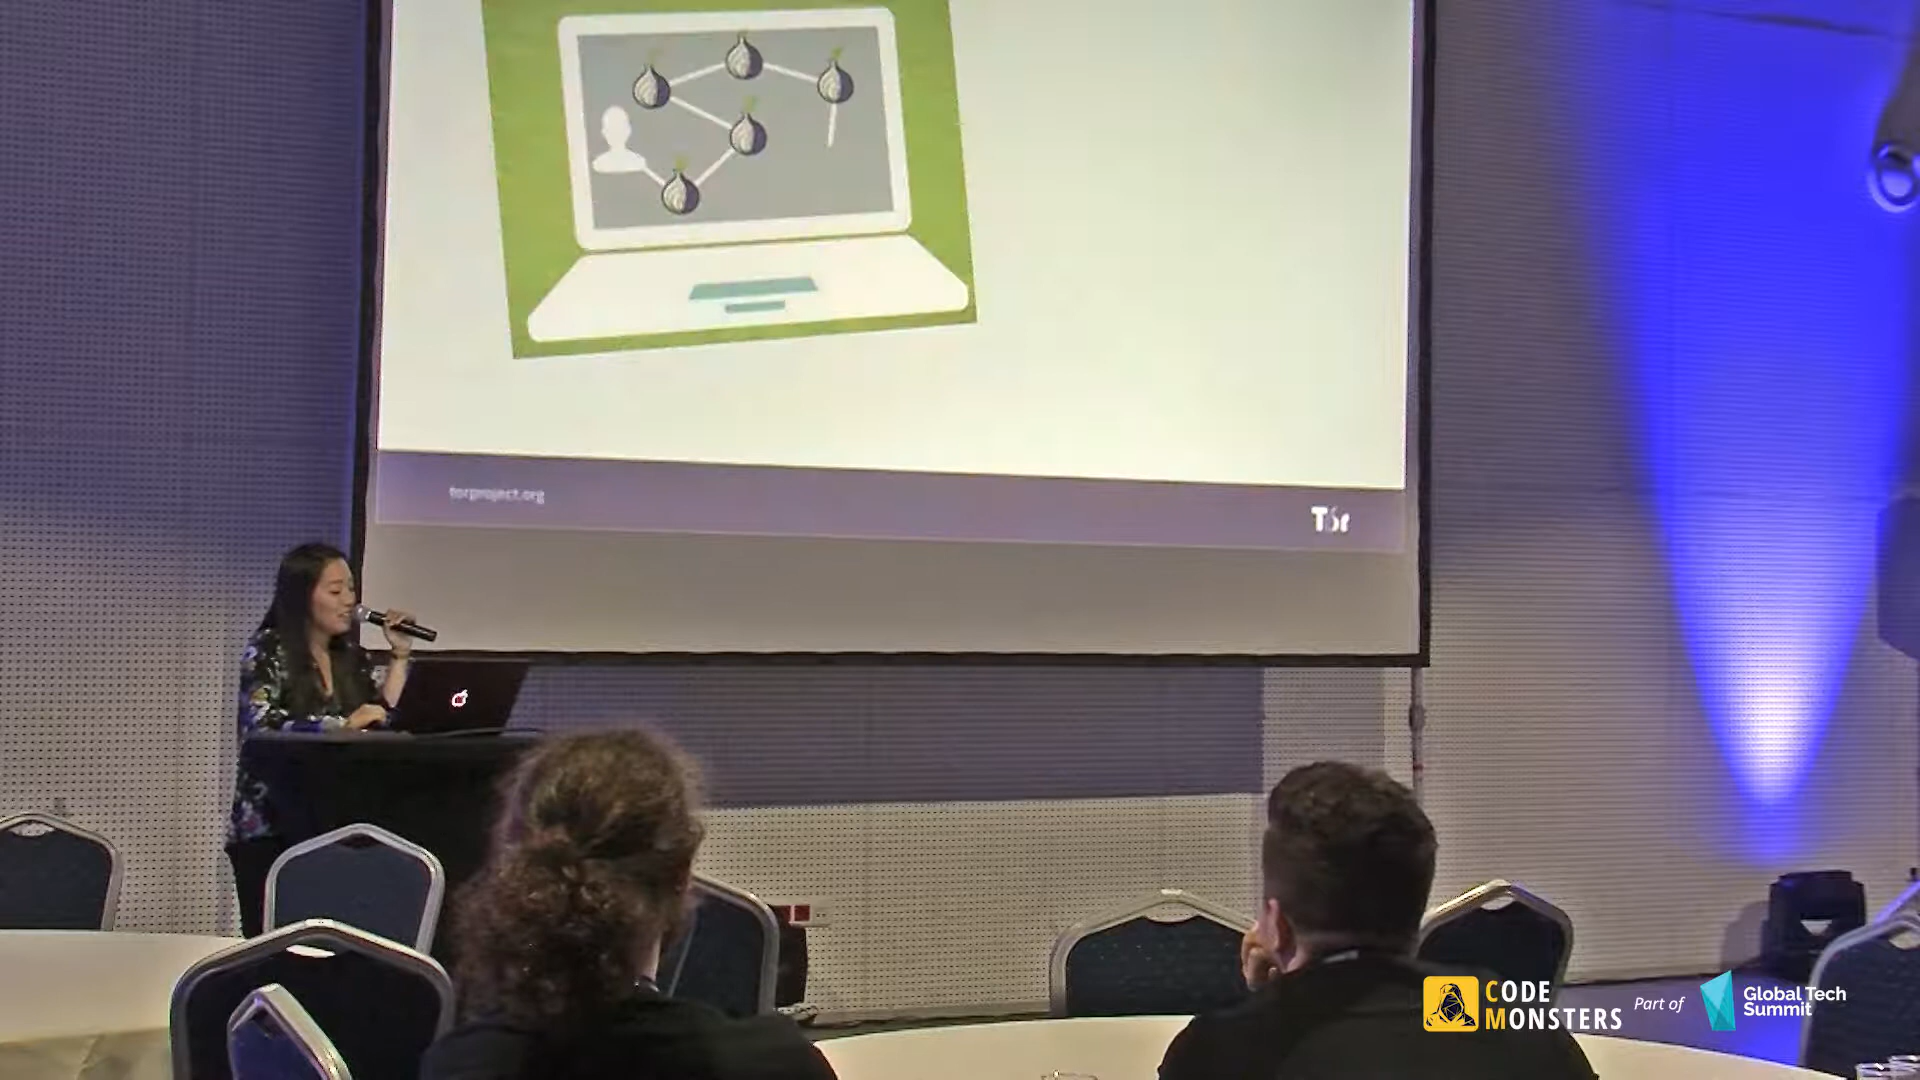 torproject.org
Tor
CODE
MONSTERS
Part of
Global Tech
Summit